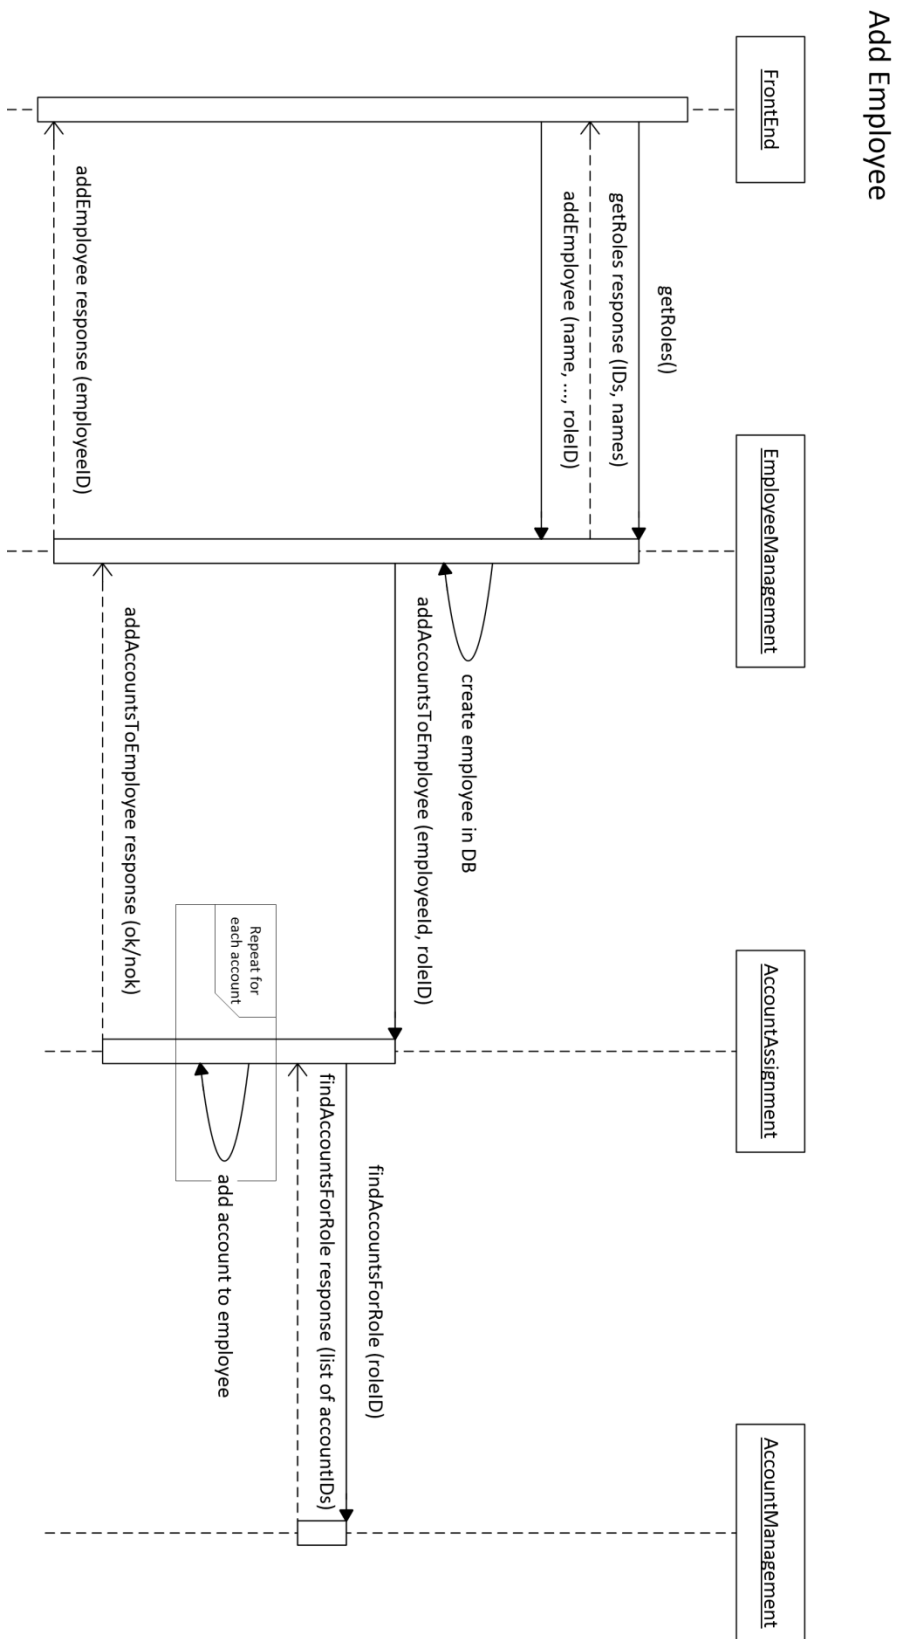 Add Employee
FrontEnd
EmployeeManagement
AccountAssignment
AccountManagement
getRoles()
getRoles response (IDs, names)
addEmployee (name, ..., roleID)
create employee in DB
addAccountsToEmployee (employeeId, roleID)
findAccountsForRole (roleID)
findAccountsForRole response (list of accountIDs)
Repeat for
each account
add account to employee
addAccountsToEmployee response (ok/nok)
addEmployee response (employeeID)